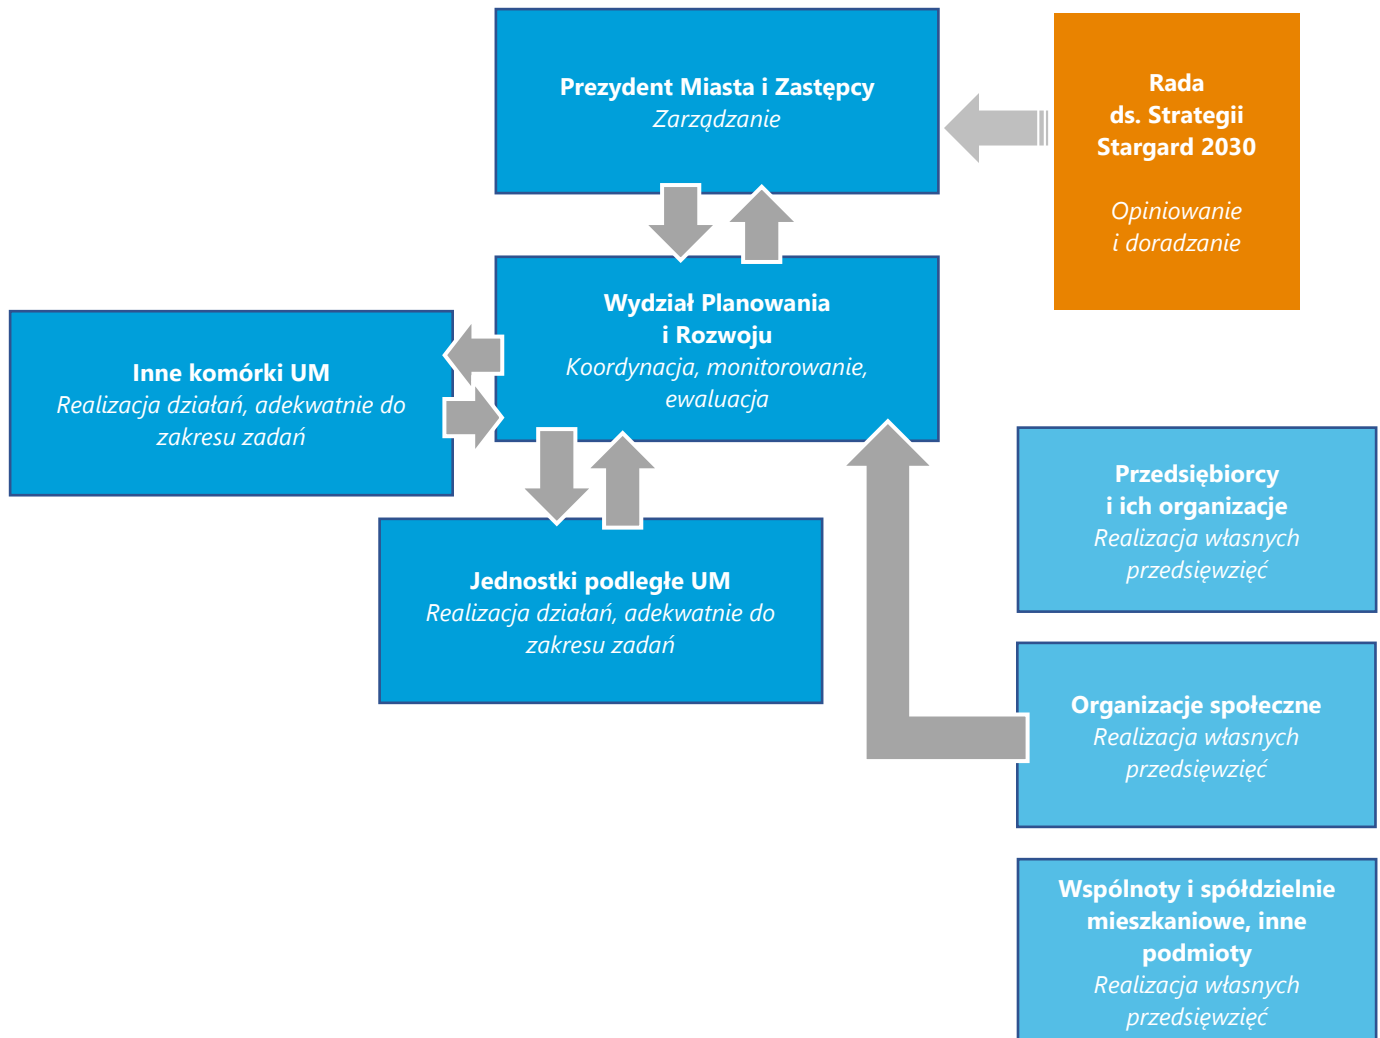 Prezydent Miasta i Zastępcy
Zarządzanie
Rada
ds. Strategii
Stargard 2030
Opiniowanie
i doradzanie
Wydział Planowania
i Rozwoju
Koordynacja, monitorowanie,
ewaluacja
Inne komórki UM
Realizacja działań, adekwatnie do
zakresu zadań
Jednostki podległe UM
Realizacja działań, adekwatnie do
zakresu zadań
Przedsiębiorcy
i ich organizacje
Realizacja własnych
przedsięwzięć
Organizacje społeczne
Realizacja własnych
przedsięwzięć
Wspólnoty i spółdzielnie
mieszkaniowe, inne
podmioty
Realizacja własnych
przedsięwzięć